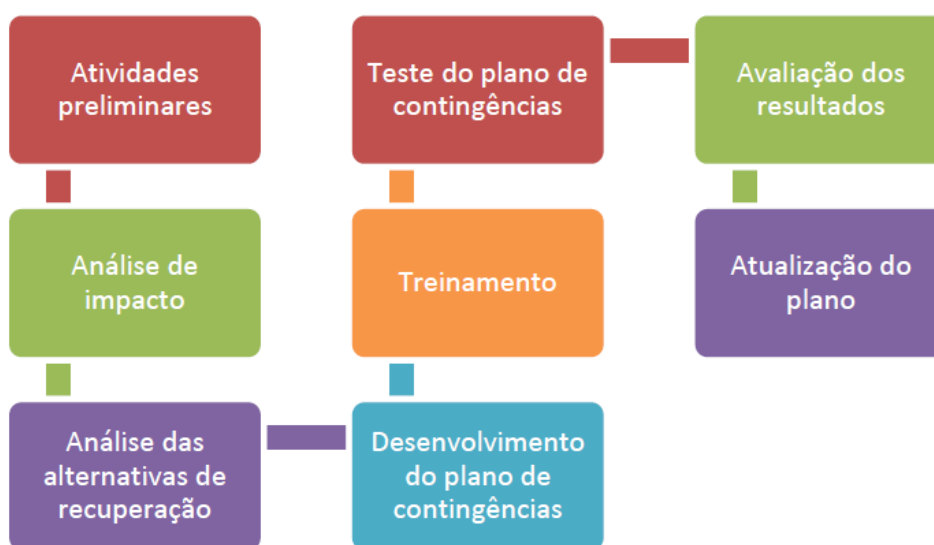 Atividades
preliminares
Análise de
impacto
Análise das
alternativas de
recuperação
Desenvolvimento
do plano de
contingências
Treinamento
Teste do plano de
contingências
Avaliação dos
resultados
Atualização do
plano